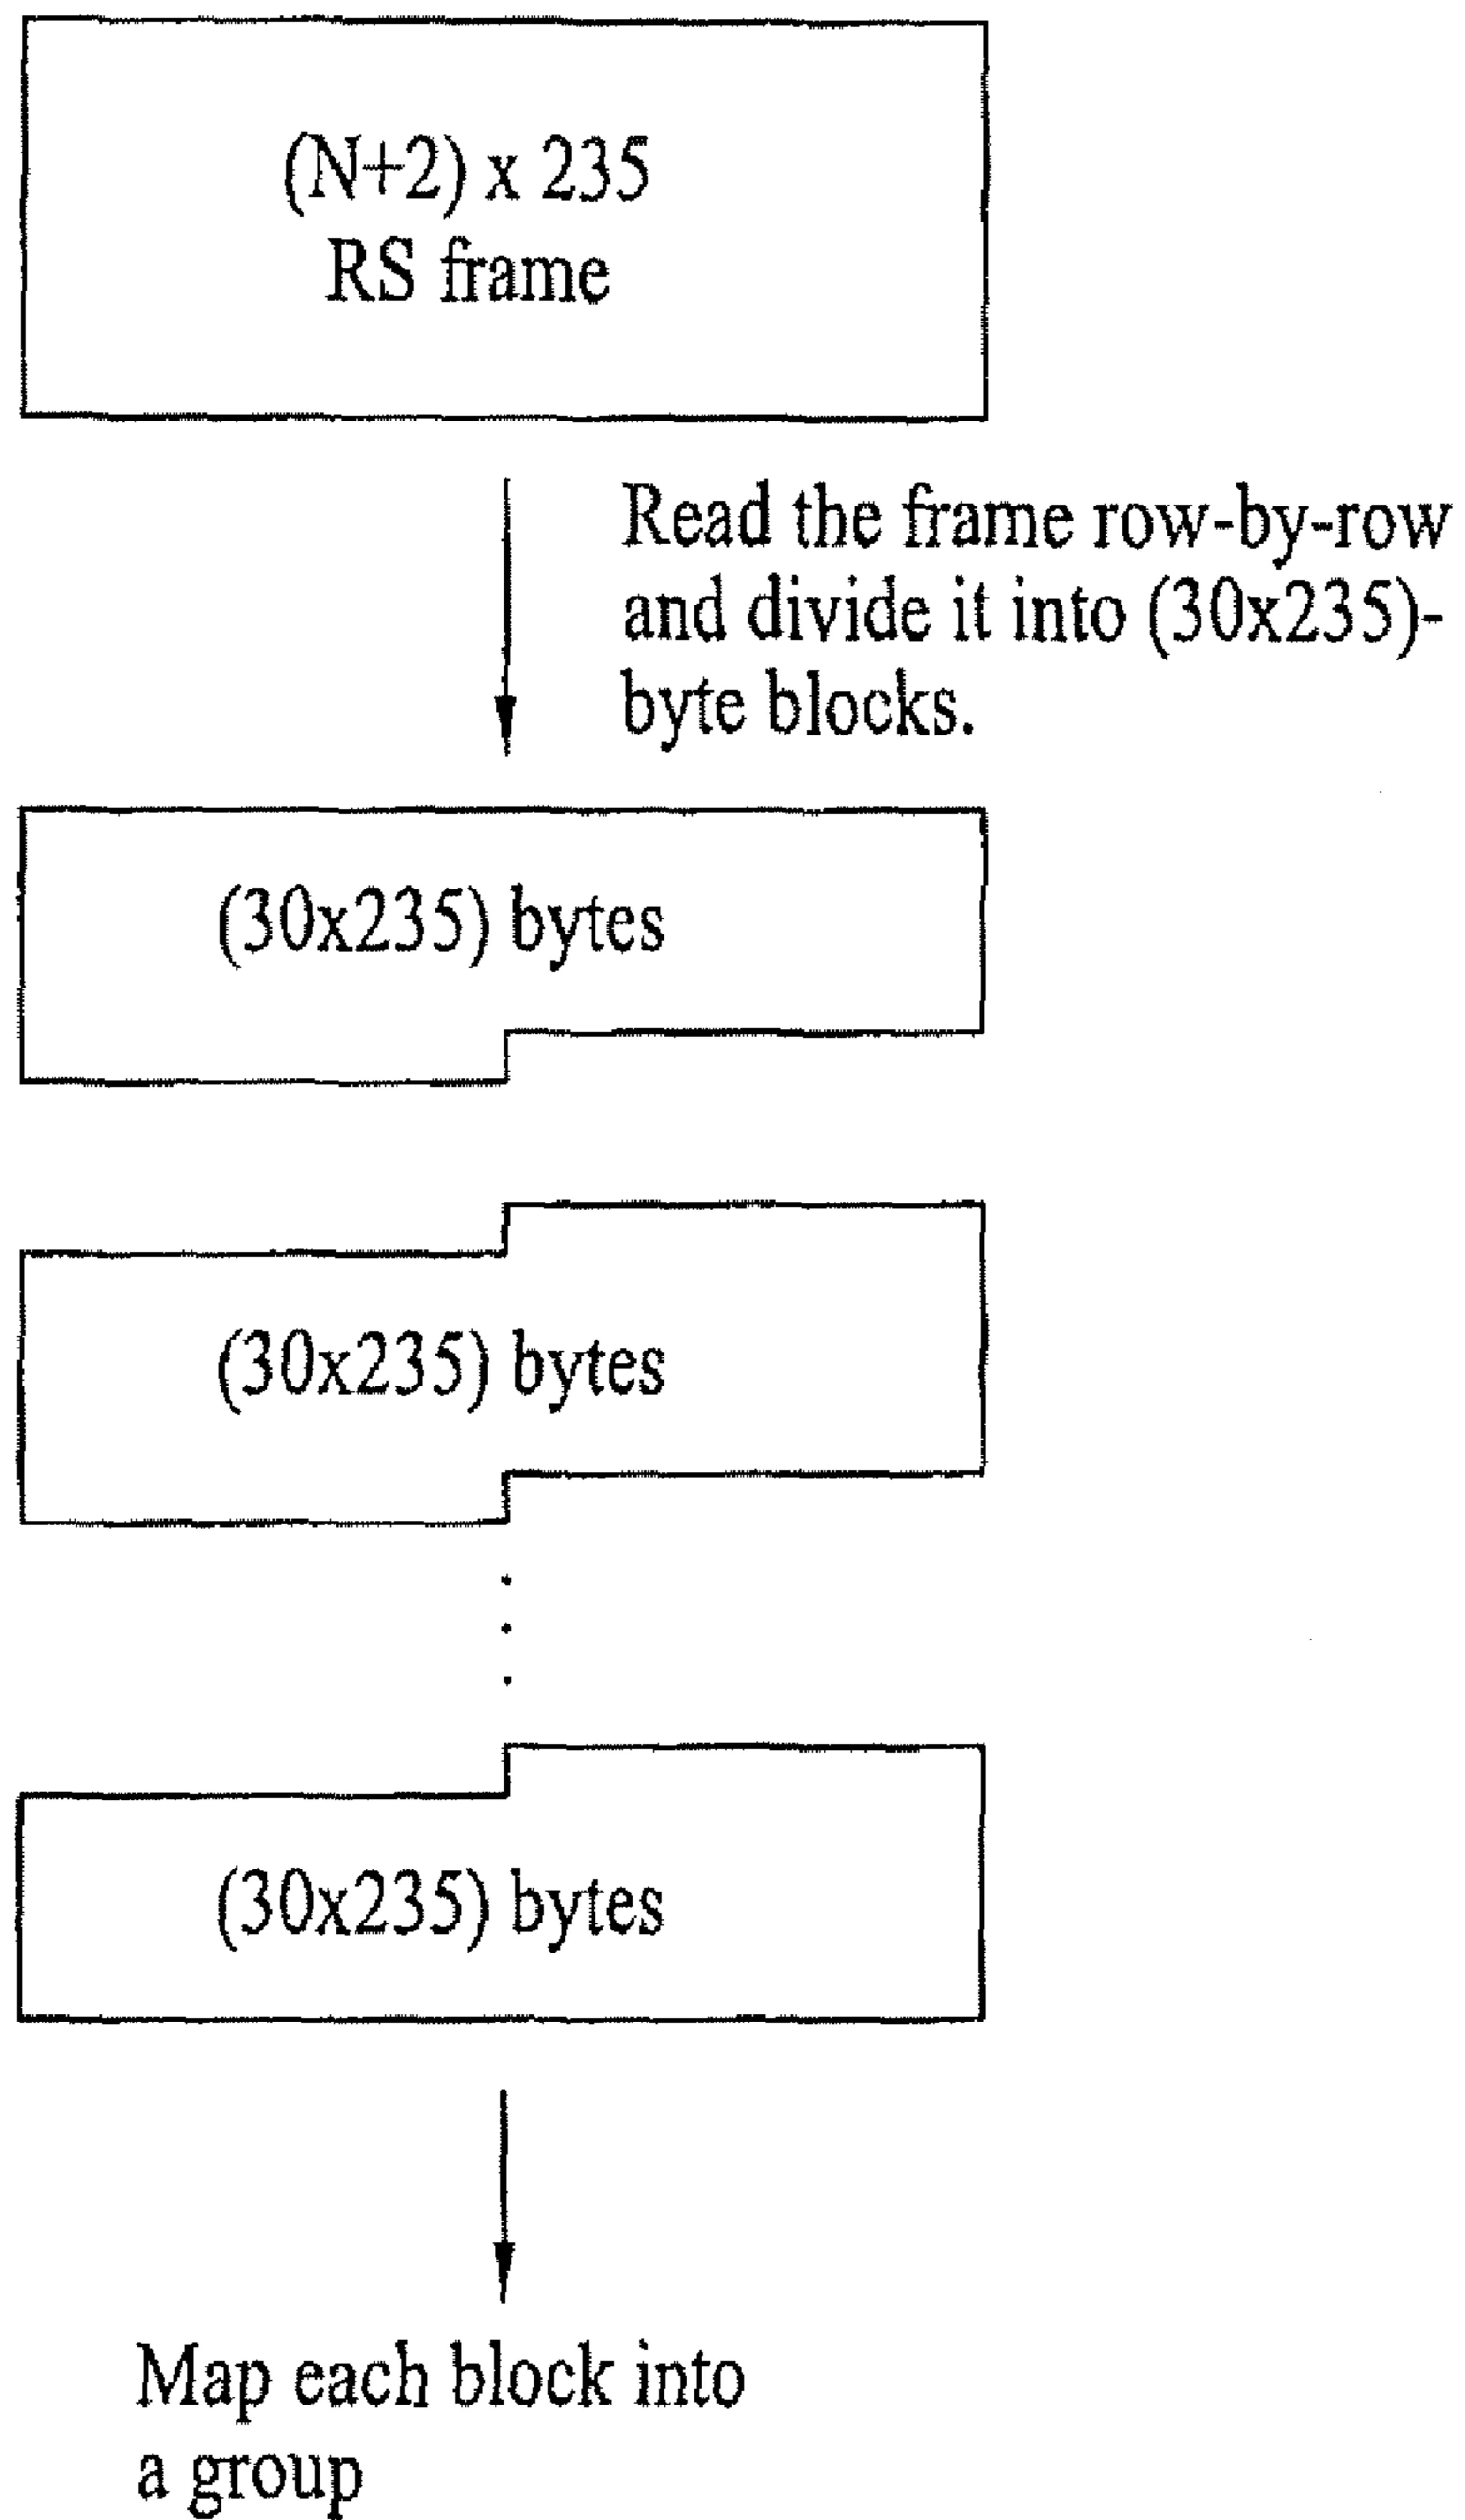 (N+2) x 235
RS frame
Read the frame row-by-row
and divide it into (30x235)-
byte blocks.
(30x235) bytes
(30x235) bytes
(30x235) bytes
Map each block into
a group